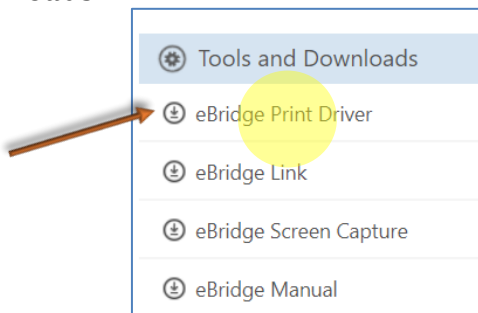 Tools and Downloads
eBridge Print Driver
eBridge Link
eBridge Screen Capture
eBridge Manual